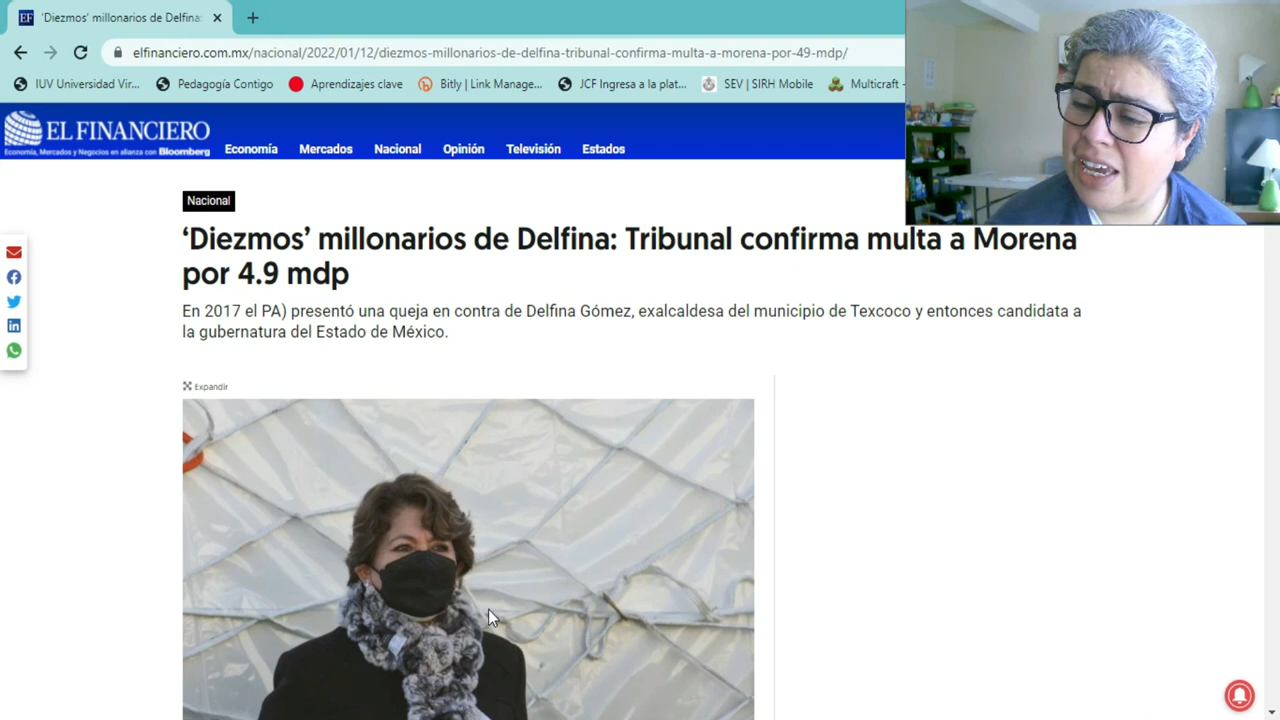 EF 'Diezmos' millonarios de Delfina:
elfinanciero.com.mx/nacional/2022/01/12/diezmos-millonarios-de-delfina-tribunal-confirma-multa-a-morena-por-49-mdp/
IUV Universidad Vir... Pedagogía Contigo Aprendizajes clave Bitly | Link Manage... JCF Ingresa a la plat... SEV | SIRH Mobile Multicraft -
EL FINANCIERO
Economía, Mercados y Negocios en alianza con Bloomberg
Economía Mercados Nacional Opinión Televisión Estados
Nacional
‘Diezmos’ millonarios de Delfina: Tribunal confirma multa a Morena
por 4.9 mdp
En 2017 el PA) presentó una queja en contra de Delfina Gómez, exalcaldesa del municipio de Texcoco y entonces candidata a
la gubernatura del Estado de México.
Expandir